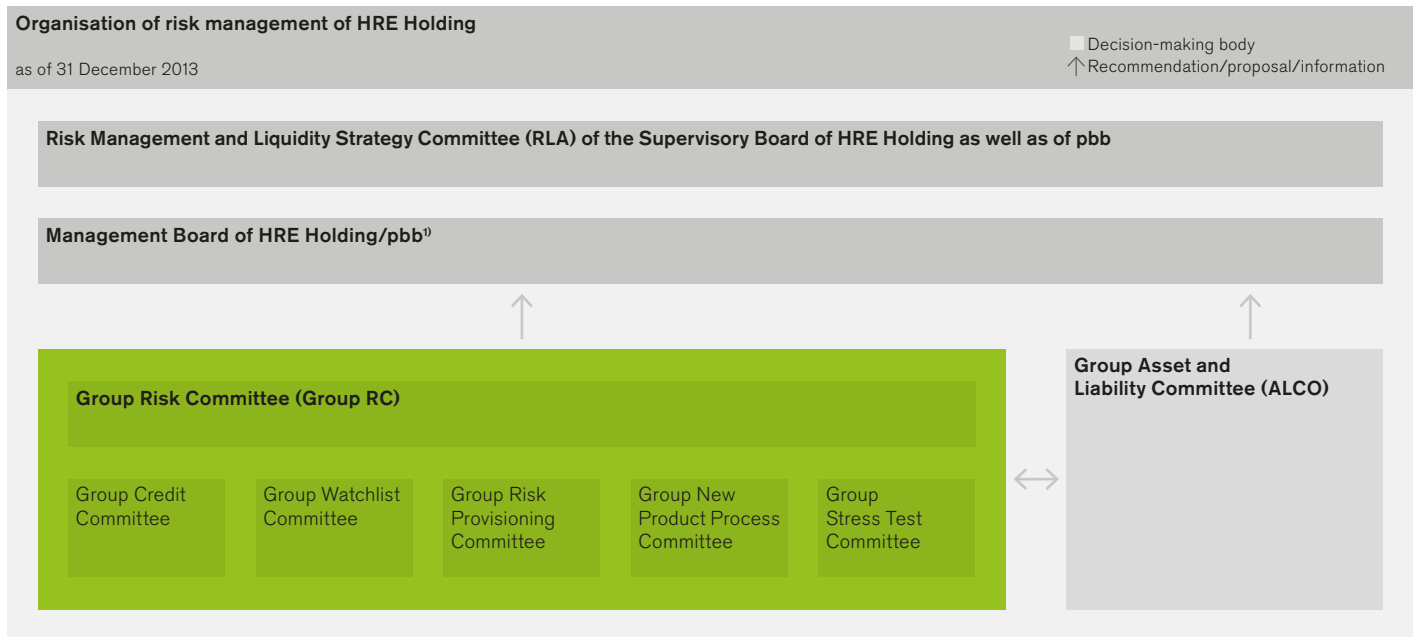 Organisation of risk management of HRE Holding
as of 31 December 2013
Decision-making body
↑ Recommendation/proposal/information
Risk Management and Liquidity Strategy Committee (RLA) of the Supervisory Board of HRE Holding as well as of pbb
Management Board of HRE Holding/pbb¹⁾
Group Risk Committee (Group RC)
Group Credit
Committee
Group Watchlist
Committee
Group Risk
Provisioning
Committee
Group New
Product Process
Committee
Group
Stress Test
Committee
Group Asset and
Liability Committee (ALCO)